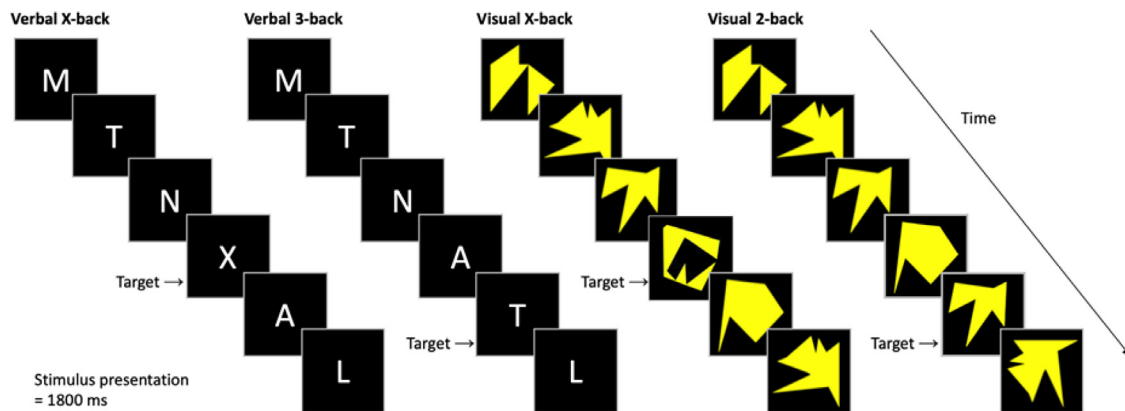 Verbal X-back
Verbal 3-back
Visual X-back
Visual 2-back
M
T
N
X
Target →
A
L
M
T
N
A
T
Target →
L
Target →
Target →
Time
Stimulus presentation
= 1800 ms